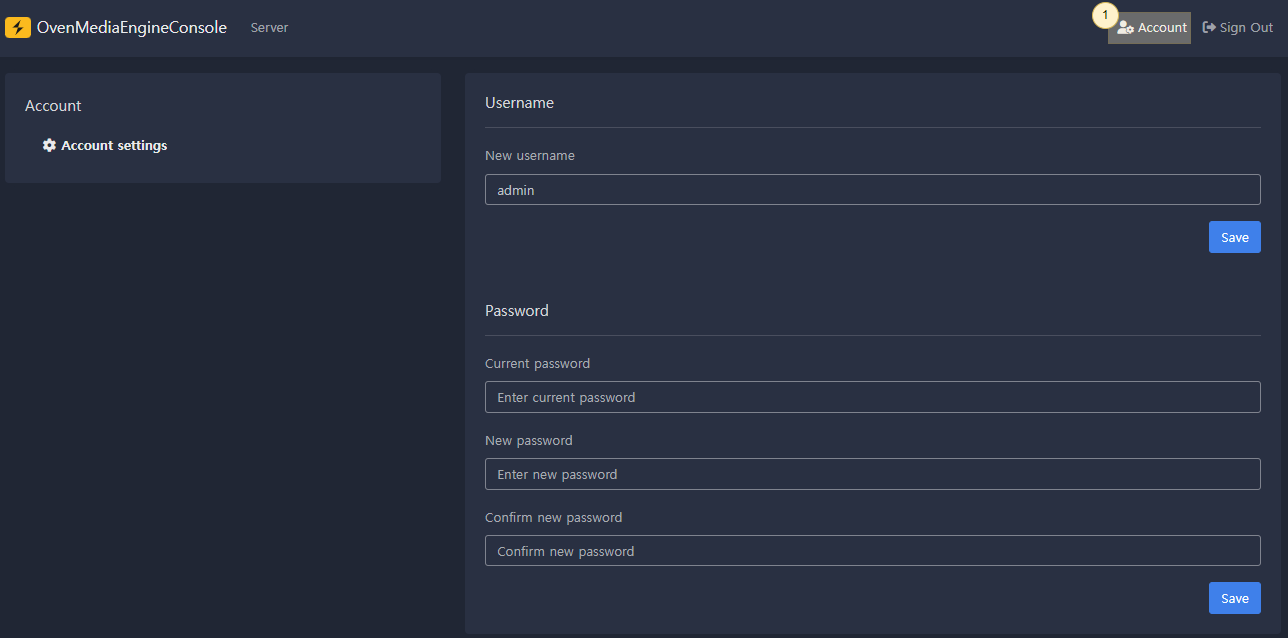 OvenMediaEngineConsole Server 1 Account Sign Out
Account
Account settings
Username
New username
admin
Save
Password
Current password
Enter current password
New password
Enter new password
Confirm new password
Confirm new password
Save